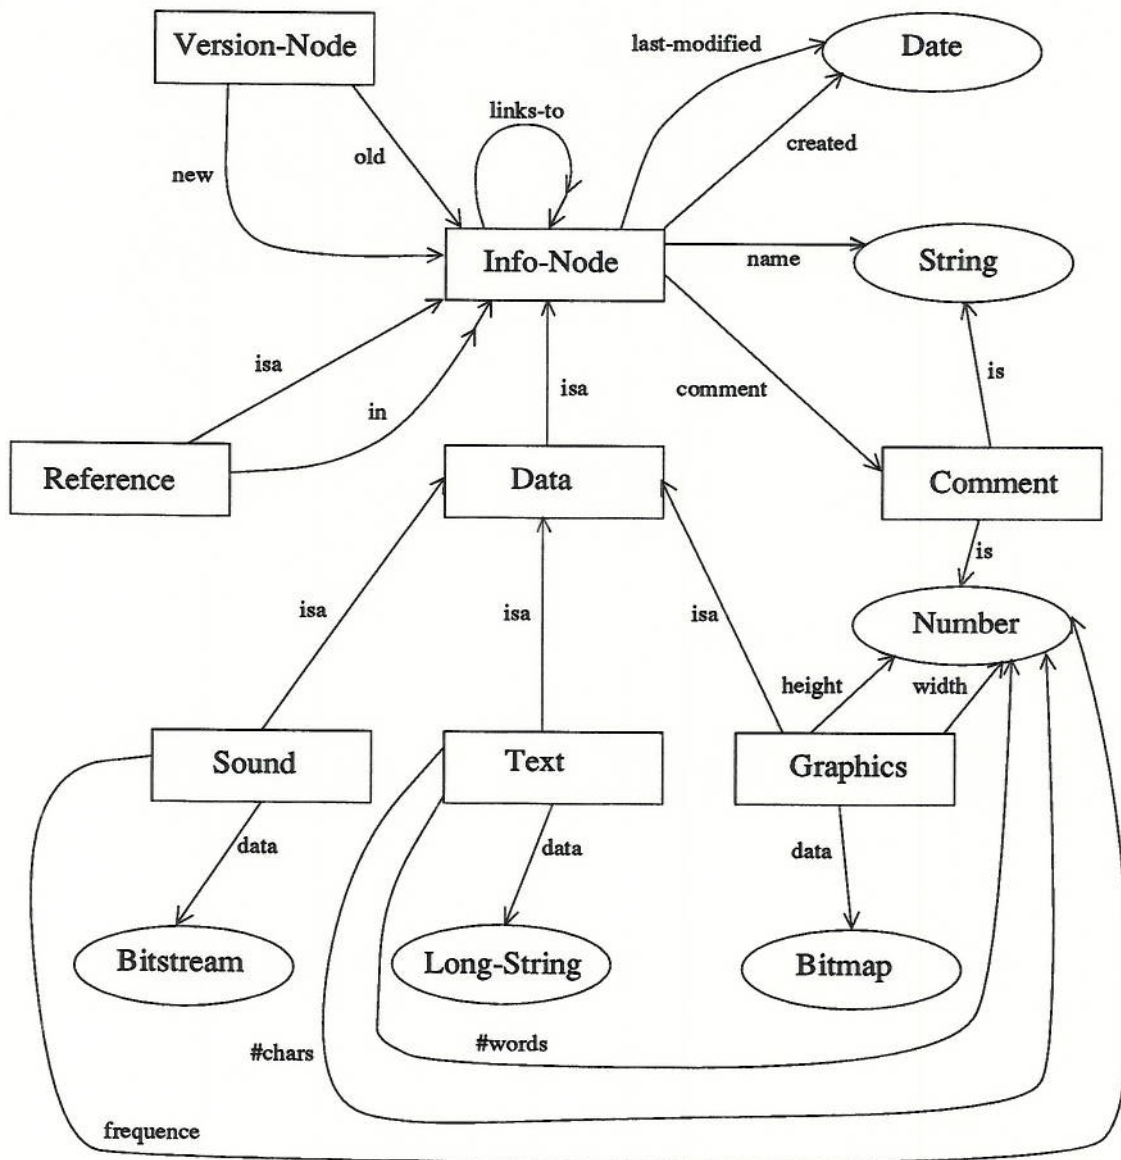 Version-Node
last-modified
Date
links-to
created
old
new
Info-Node
name
String
isa
in
isa
comment
is
Reference
Data
Comment
is
isa
isa
isa
Number
height
width
Sound
Text
Graphics
data
data
data
Bitstream
Long-String
Bitmap
#chars
#words
frequence